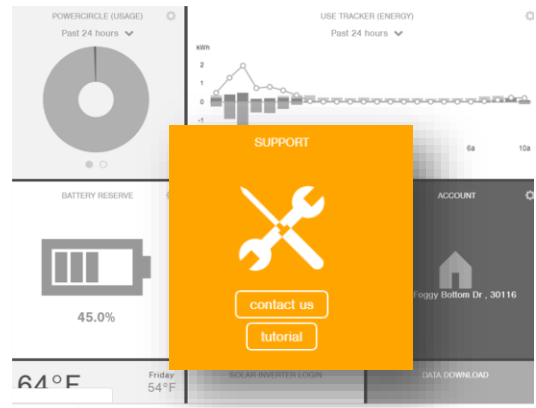 POWERCIRCLE (USAGE)
Past 24 hours
USE TRACKER (ENERGY)
Past 24 hours
kWh
2
1
0
-1
6a
10a
SUPPORT
contact us
tutorial
BATTERY RESERVE
45.0%
ACCOUNT
Foggy Bottom Dr , 30116
64°F
Friday
54°F
SOLAR INVERTER LOGIN
DATA DOWNLOAD